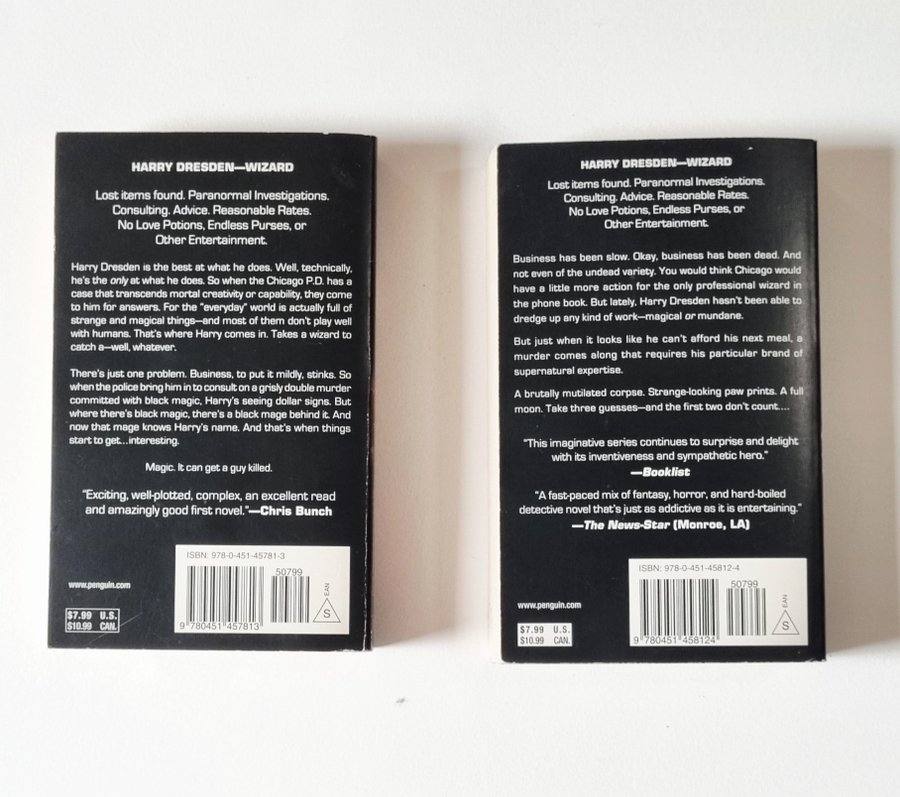 HARRY DRESDEN—WIZARD
Lost items found. Paranormal Investigations.
Consulting. Advice. Reasonable Rates.
No Love Potions, Endless Purses, or
Other Entertainment.
Harry Dresden is the best at what he does. Well, technically,
he's the only at what he does. So when the Chicago P.D. has a
case that transcends mortal creativity or capability, they come
to him for answers. For the "everyday" world is actually full of
strange and magical things—and most of them don't play well
with humans. That's where Harry comes in. Takes a wizard to
catch a—well, whatever.
There's just one problem. Business, to put it mildly, stinks. So
when the police bring him in to consult on a grisly double murder
committed with black magic, Harry's seeing dollar signs. But
where there's black magic, there's a black mage behind it. And
now that mage knows Harry's name. And that's when things
start to get...interesting.
Magic. It can get a guy killed.
"Exciting, well-plotted, complex, an excellent read
and amazingly good first novel."—Chris Bunch
ISBN: 978-0-451-45781-3
50799
EAN
S
www.penguin.com
$7.99 U.S.
$10.99 CAN.
9 780451 457813
HARRY DRESDEN—WIZARD
Lost items found. Paranormal Investigations.
Consulting. Advice. Reasonable Rates.
No Love Potions, Endless Purses, or
Other Entertainment.
Business has been slow. Okay, business has been dead. And
not even of the undead variety. You would think Chicago would
have a little more action for the only professional wizard in
the phone book. But lately, Harry Dresden hasn't been able to
dredge up any kind of work—magical or mundane.
But just when it looks like he can't afford his next meal, a
murder comes along that requires his particular brand of
supernatural expertise.
A brutally mutilated corpse. Strange-looking paw prints. A full
moon. Take three guesses—and the first two don't count....
"This imaginative series continues to surprise and delight
with its inventiveness and sympathetic hero."
—Booklist
"A fast-paced mix of fantasy, horror, and hard-boiled
detective novel that's just as addictive as it is entertaining."
—The News-Star (Monroe, LA)
ISBN: 978-0-451-45812-4
50799
EAN
S
www.penguin.com
$7.99 U.S.
$10.99 CAN.
9 780451 458124